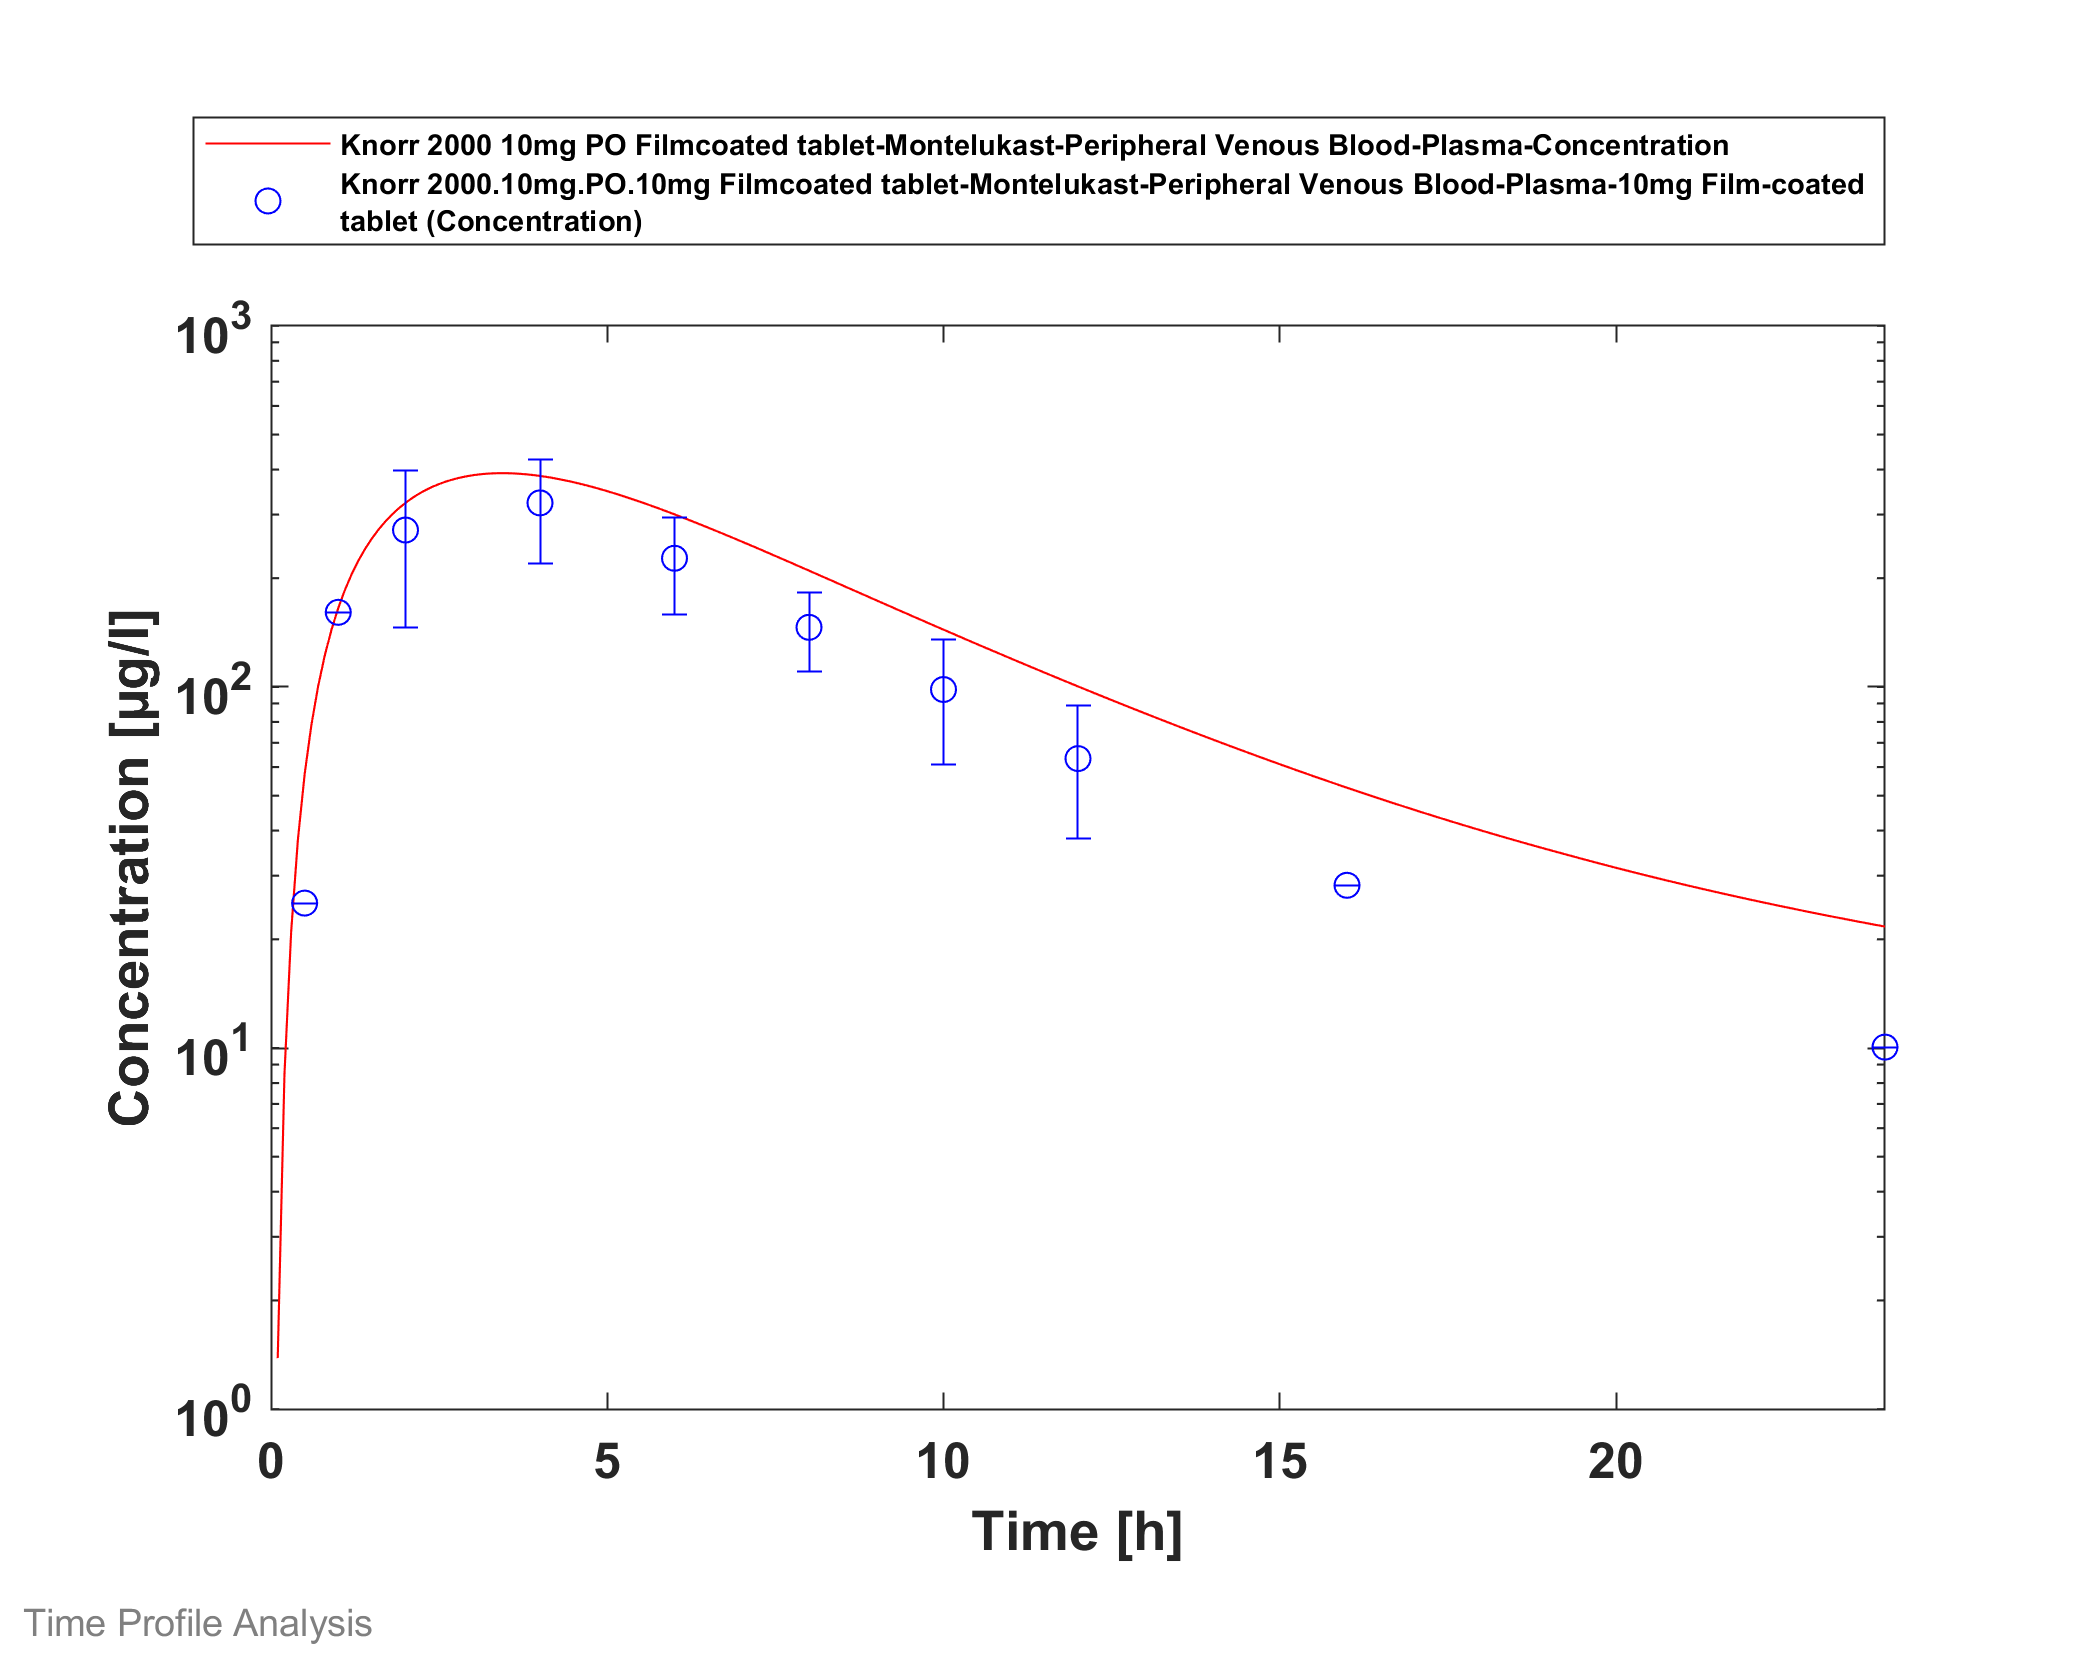 Knorr 2000 10mg PO Filmcoated tablet-Montelukast-Peripheral Venous Blood-Plasma-Concentration
Knorr 2000.10mg.PO.10mg Filmcoated tablet-Montelukast-Peripheral Venous Blood-Plasma-10mg Film-coated
tablet (Concentration)
10^3
10^2
10^1
10^0
Concentration [µg/l]
0 5 10 15 20
Time [h]
Time Profile Analysis